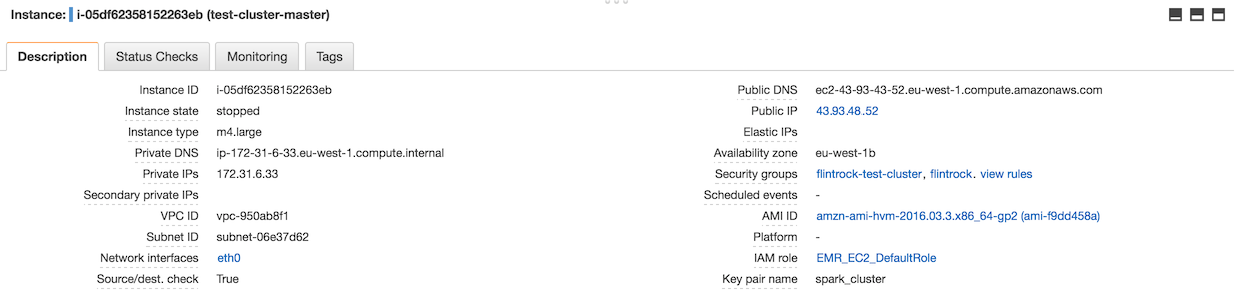 Instance: i-05df62358152263eb (test-cluster-master)
Description Status Checks Monitoring Tags
Instance ID i-05df62358152263eb
Instance state stopped
Instance type m4.large
Private DNS ip-172-31-6-33.eu-west-1.compute.internal
Private IPs 172.31.6.33
Secondary private IPs
VPC ID vpc-950ab8f1
Subnet ID subnet-06e37d62
Network interfaces eth0
Source/dest. check True
Public DNS ec2-43-93-43-52.eu-west-1.compute.amazonaws.com
Public IP 43.93.48.52
Elastic IPs
Availability zone eu-west-1b
Security groups flintrock-test-cluster, flintrock. view rules
Scheduled events -
AMI ID amzn-ami-hvm-2016.03.3.x86_64-gp2 (ami-f9dd458a)
Platform -
IAM role EMR_EC2_DefaultRole
Key pair name spark_cluster